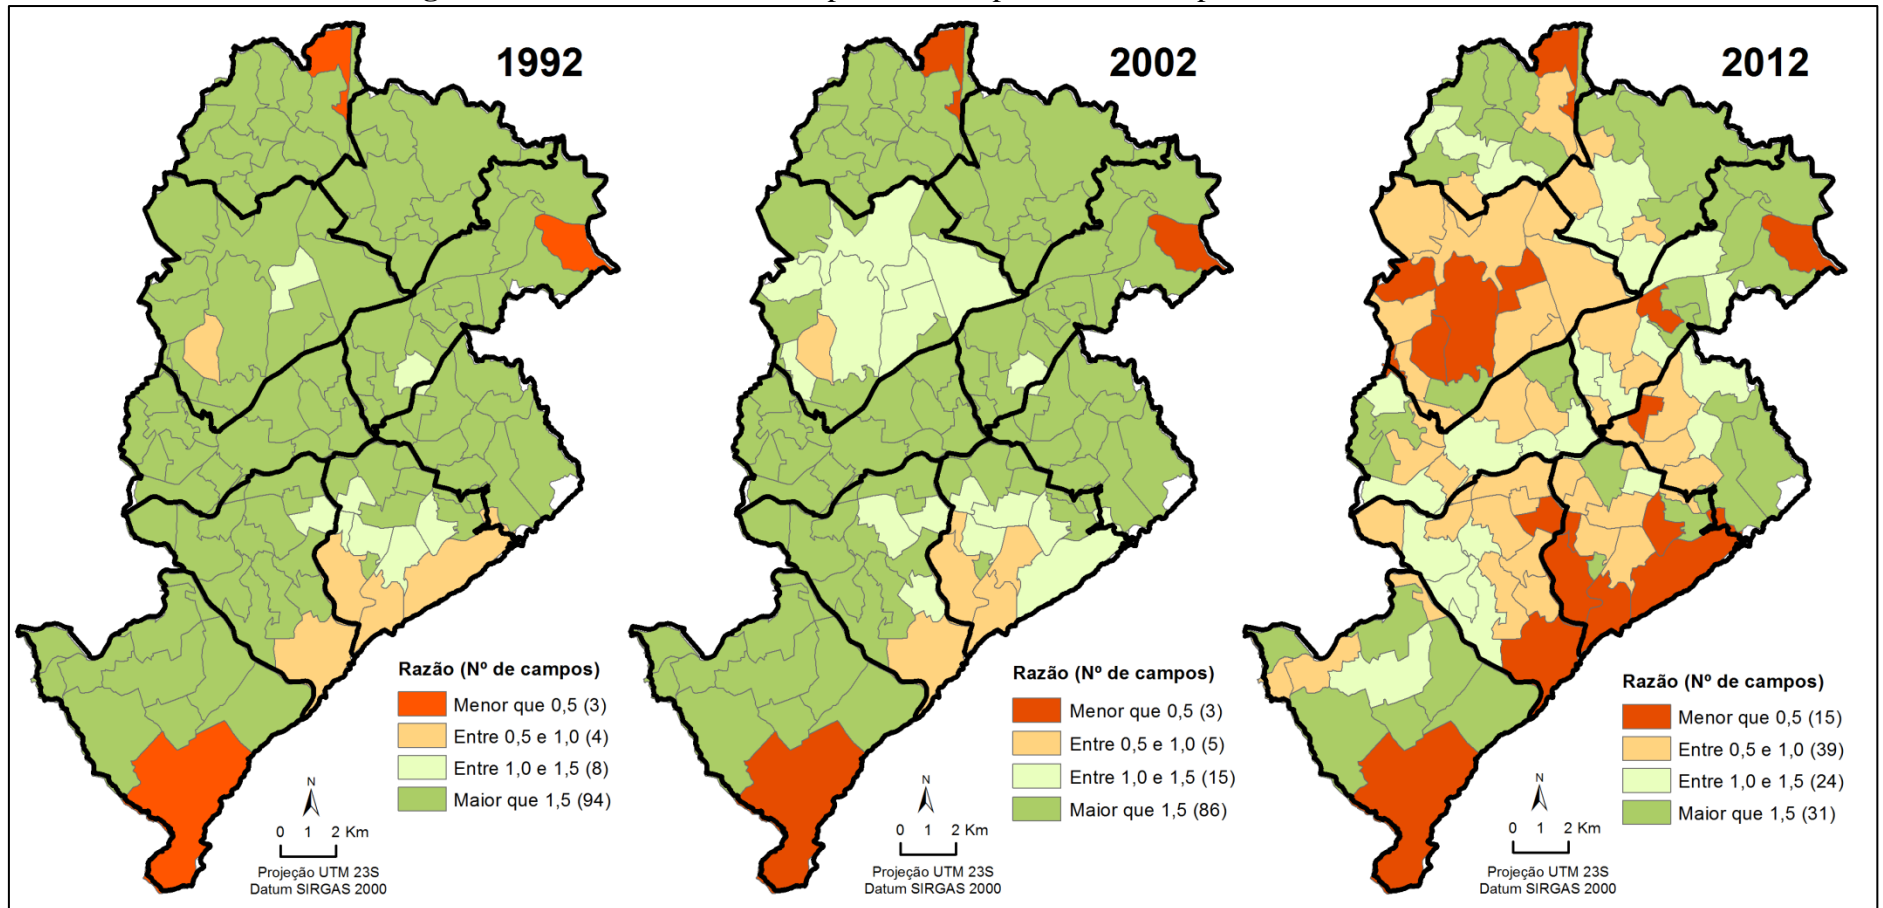 1992
Razão (Nº de campos)
Menor que 0,5 (3)
Entre 0,5 e 1,0 (4)
Entre 1,0 e 1,5 (8)
Maior que 1,5 (94)
N
0 1 2 Km
Projeção UTM 23S
Datum SIRGAS 2000
2002
Razão (Nº de campos)
Menor que 0,5 (3)
Entre 0,5 e 1,0 (5)
Entre 1,0 e 1,5 (15)
Maior que 1,5 (86)
N
0 1 2 Km
Projeção UTM 23S
Datum SIRGAS 2000
2012
Razão (Nº de campos)
Menor que 0,5 (15)
Entre 0,5 e 1,0 (39)
Entre 1,0 e 1,5 (24)
Maior que 1,5 (31)
N
0 1 2 Km
Projeção UTM 23S
Datum SIRGAS 2000